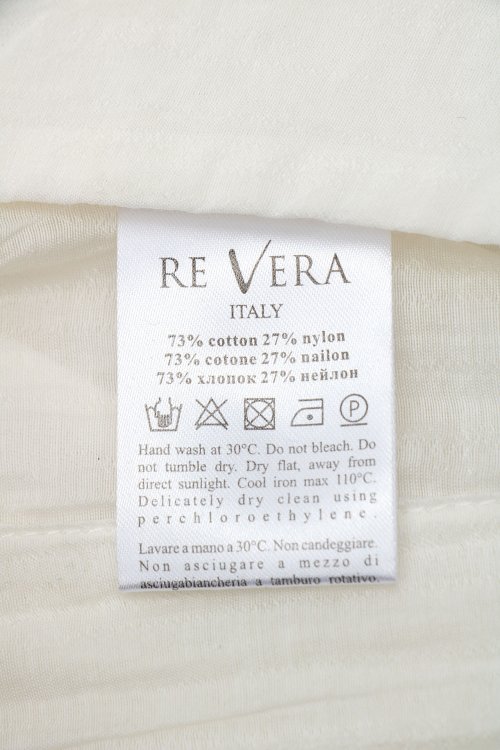 RE VERA
ITALY
73% cotton 27% nylon
73% cotone 27% nailon
73% хлопок 27% нейлон
P
Hand wash at 30°C. Do not bleach. Do
not tumble dry. Dry flat, away from
direct sunlight. Cool iron max 110°C.
Delicately dry clean using
perchloroethylene.
Lavare a mano a 30°C. Non candeggiare.
Non asciugare a mezzo di
asciugabiancheria a tamburo rotativo.